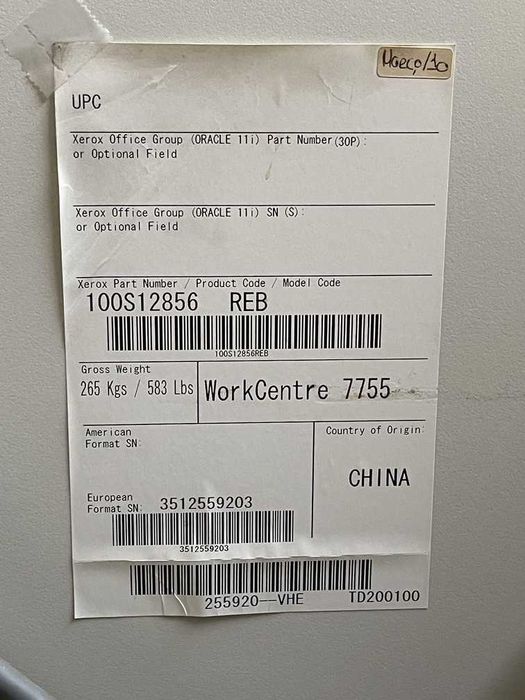 Março/10
UPC
Xerox Office Group (ORACLE 11i) Part Number(30P):
or Optional Field
Xerox Office Group (ORACLE 11i) SN (S):
or Optional Field
Xerox Part Number / Product Code / Model Code
100S12856 REB
100S12856REB
Gross Weight
265 Kgs / 583 Lbs
WorkCentre 7755
American
Format SN:
Country of Origin:
CHINA
European
Format SN: 3512559203
3512559203
255920--VHE TD200100